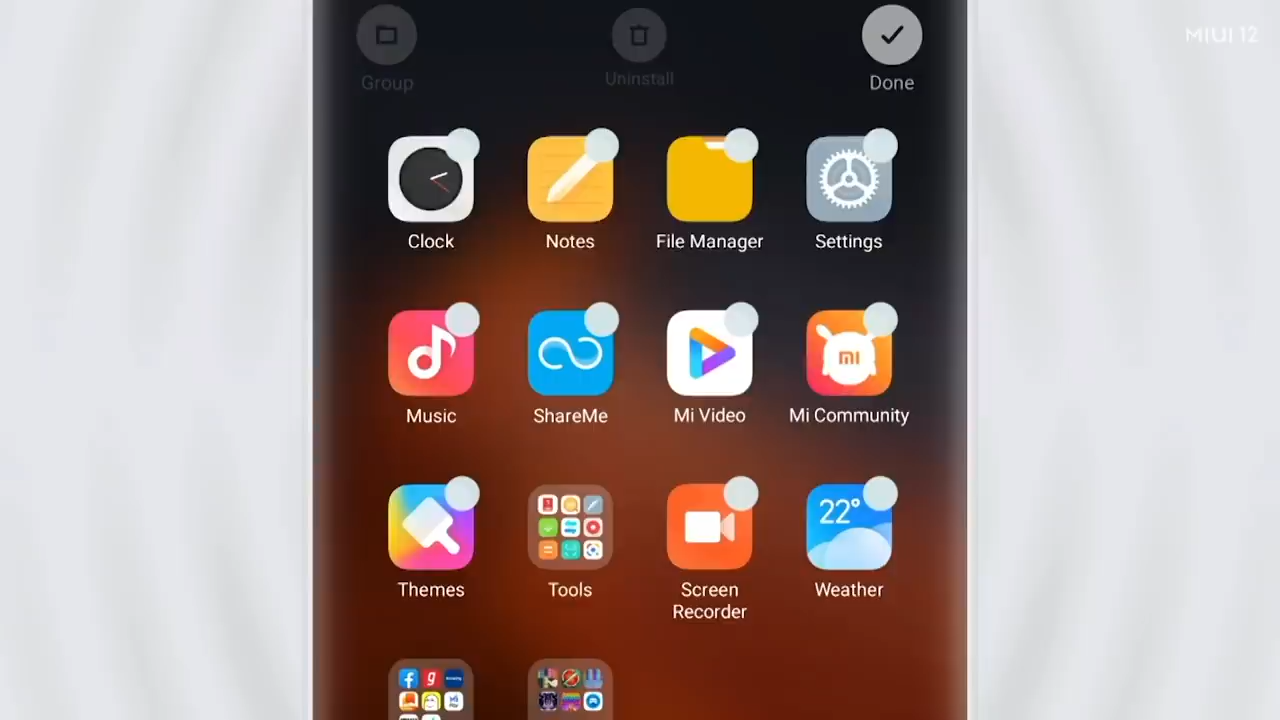 MIUI 12
Group
Uninstall
Done
Clock
Notes
File Manager
Settings
Music
ShareMe
Mi Video
mi
Mi Community
22°
Themes
Tools
Screen
Recorder
Weather